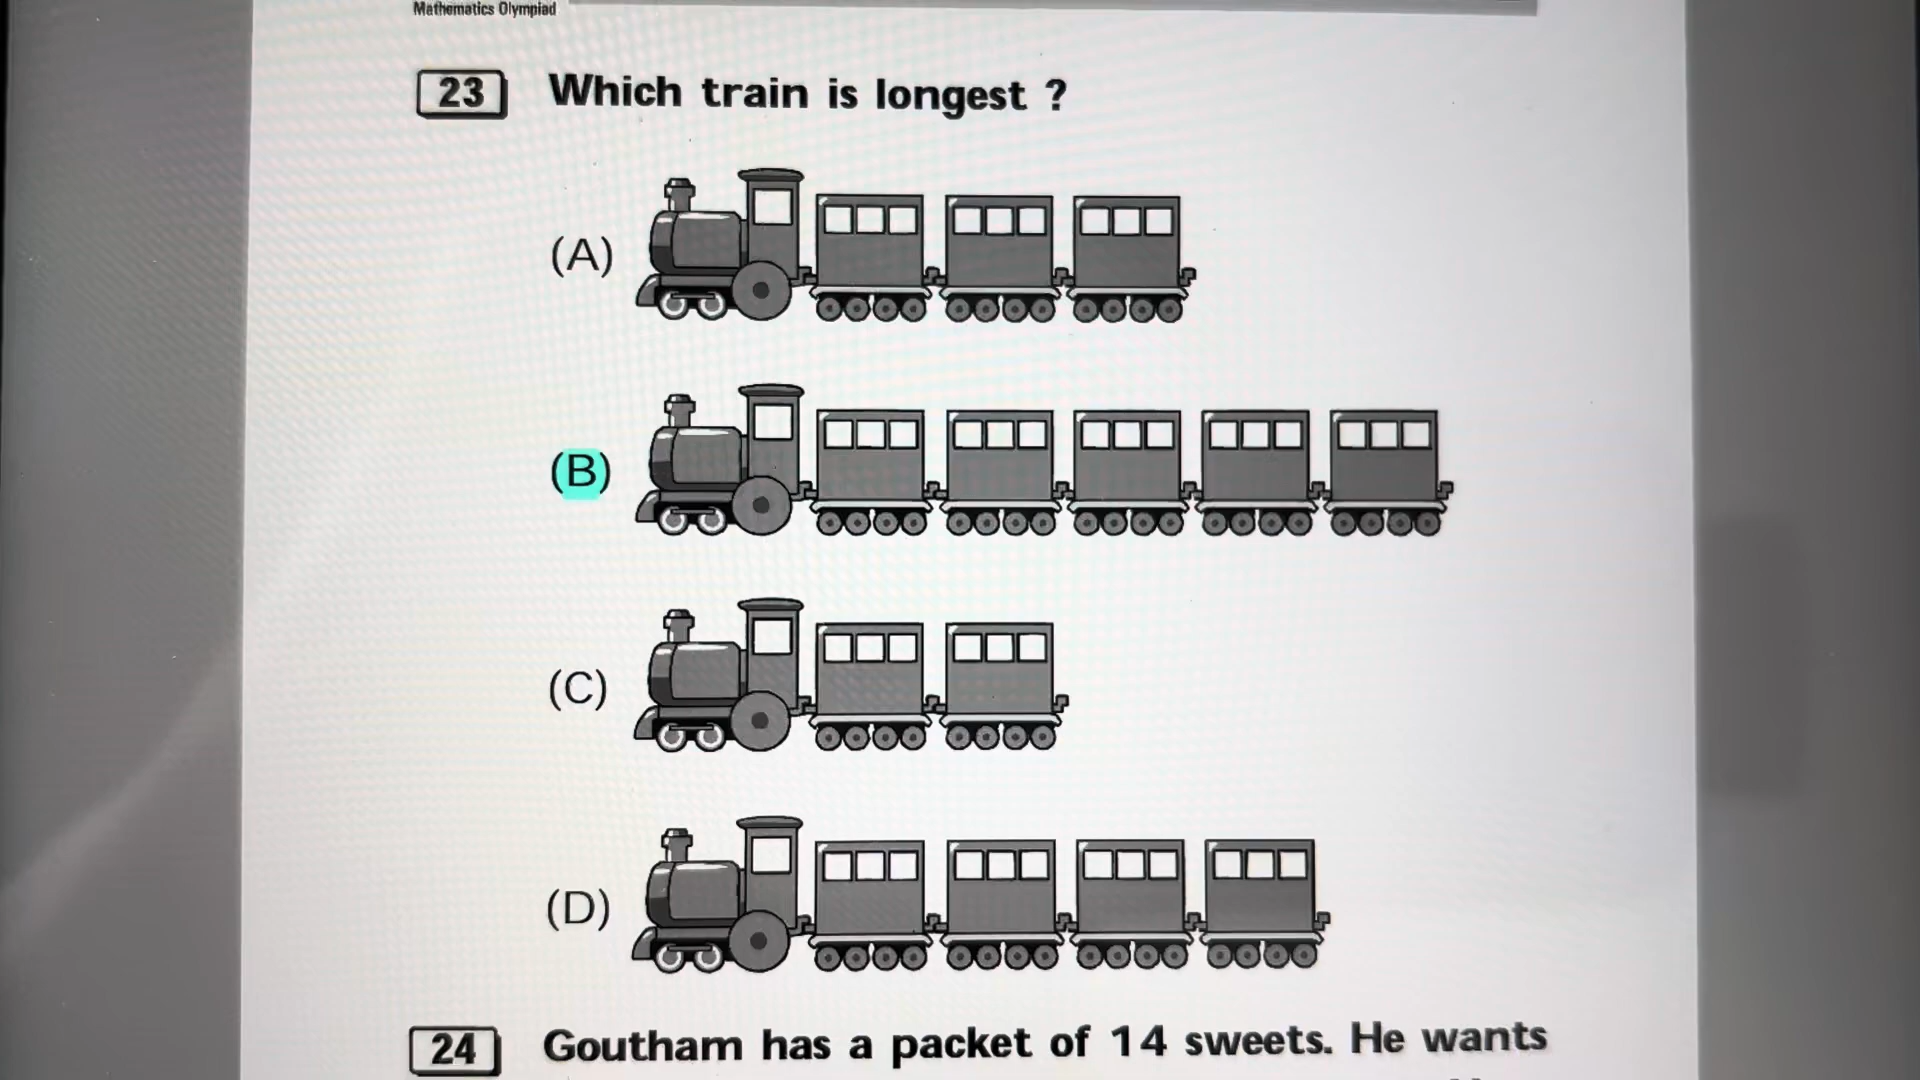 Mathematics Olympiad
23 Which train is longest ?
(A)
(B)
(C)
(D)
24 Goutham has a packet of 14 sweets. He wants